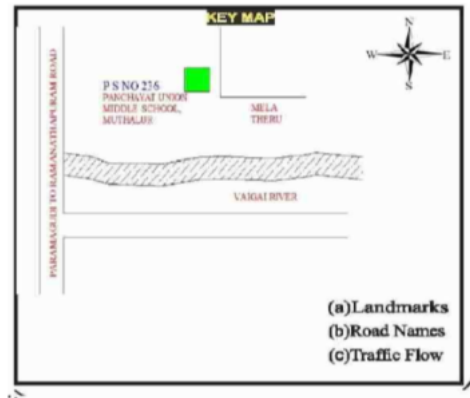 KEY MAP
PARAMAGUDI TO RAMANATHAPURAM ROAD
P S NO 236
PANCHAYAT UNION
MIDDLE SCHOOL,
MUTHALUR
MELA
THERU
N
W
E
S
VAIGAI RIVER
(a)Landmarks
(b)Road Names
(c)Traffic Flow